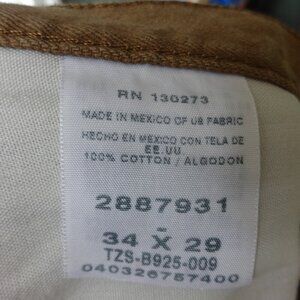 RN 130273
MADE IN MEXICO OF US FABRIC
HECHO EN MEXICO CON TELA DE
EE.UU
100% COTTON / ALGODON
2887931
-
34 X 29
TZS-B925-009
040326757400